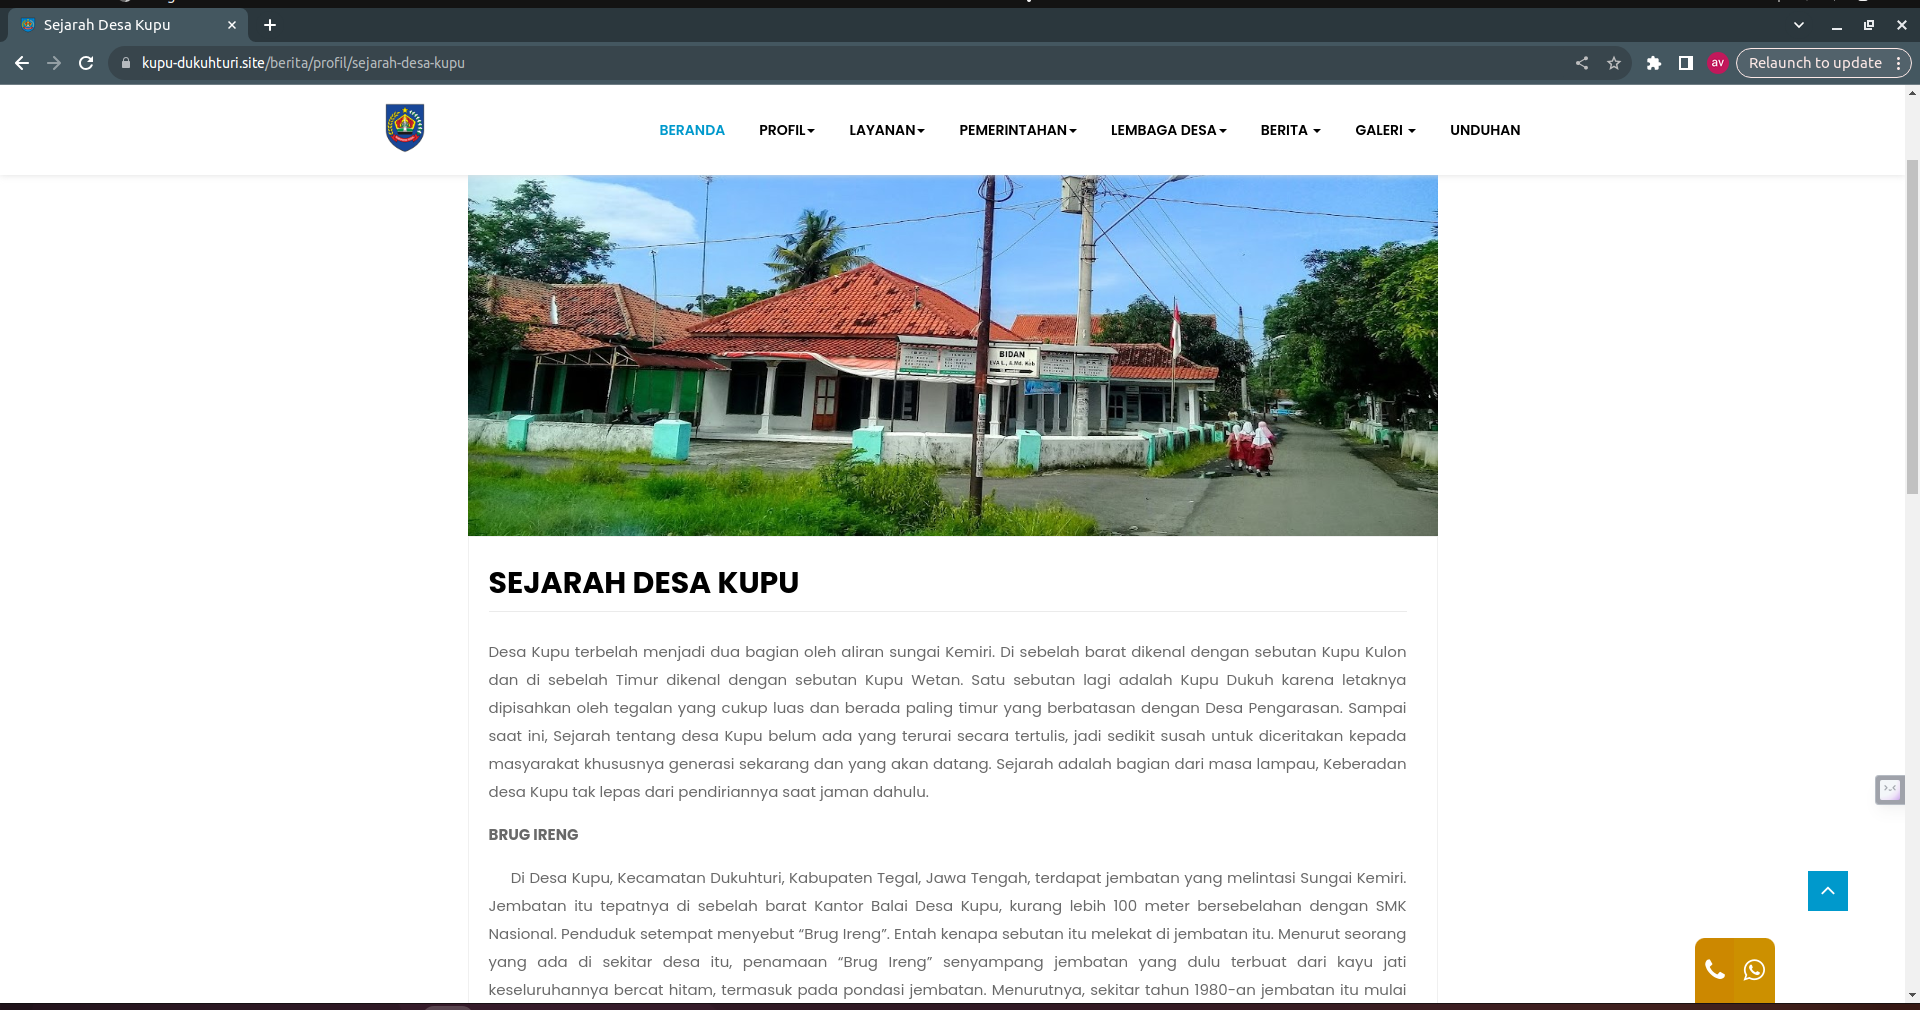 Sejarah Desa Kupu
kupu-dukuhturi.site/berita/profil/sejarah-desa-kupu
av
Relaunch to update
BERANDA
PROFIL
LAYANAN
PEMERINTAHAN
LEMBAGA DESA
BERITA
GALERI
UNDUHAN
BIDAN
SEJARAH DESA KUPU
Desa Kupu terbelah menjadi dua bagian oleh aliran sungai Kemiri. Di sebelah barat dikenal dengan sebutan Kupu Kulon
dan di sebelah Timur dikenal dengan sebutan Kupu Wetan. Satu sebutan lagi adalah Kupu Dukuh karena letaknya
dipisahkan oleh tegalan yang cukup luas dan berada paling timur yang berbatasan dengan Desa Pengarasan. Sampai
saat ini, Sejarah tentang desa Kupu belum ada yang terurai secara tertulis, jadi sedikit susah untuk diceritakan kepada
masyarakat khususnya generasi sekarang dan yang akan datang. Sejarah adalah bagian dari masa lampau, Keberadan
desa Kupu tak lepas dari pendiriannya saat jaman dahulu.
BRUG IRENG
Di Desa Kupu, Kecamatan Dukuhturi, Kabupaten Tegal, Jawa Tengah, terdapat jembatan yang melintasi Sungai Kemiri.
Jembatan itu tepatnya di sebelah barat Kantor Balai Desa Kupu, kurang lebih 100 meter bersebelahan dengan SMK
Nasional. Penduduk setempat menyebut “Brug Ireng”. Entah kenapa sebutan itu melekat di jembatan itu. Menurut seorang
yang ada di sekitar desa itu, penamaan “Brug Ireng” senyampang jembatan yang dulu terbuat dari kayu jati
keseluruhannya bercat hitam, termasuk pada pondasi jembatan. Menurutnya, sekitar tahun 1980-an jembatan itu mulai